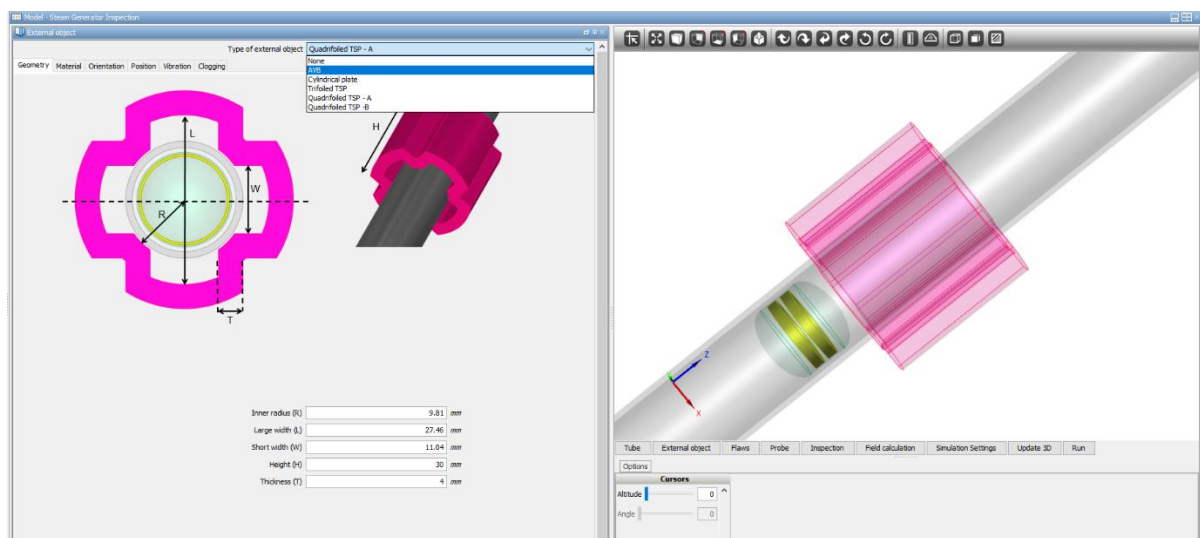 Model - Steam Generator Inspection
External object
Type of external object Quadrifoiled TSP - A
None
AVB
Cylindrical plate
Trifoiled TSP
Quadrifoiled TSP - A
Quadrifoiled TSP -B
Geometry Material Orientation Position Vibration Clogging
L
H
W
R
T
Inner radius (R) 9.81 mm
Large width (L) 27.46 mm
Short width (W) 11.04 mm
Height (H) 30 mm
Thickness (T) 4 mm
Z
X
Tube External object Flaws Probe Inspection Field calculation Simulation Settings Update 3D Run
Options
Cursors
Altitude 0
Angle 0